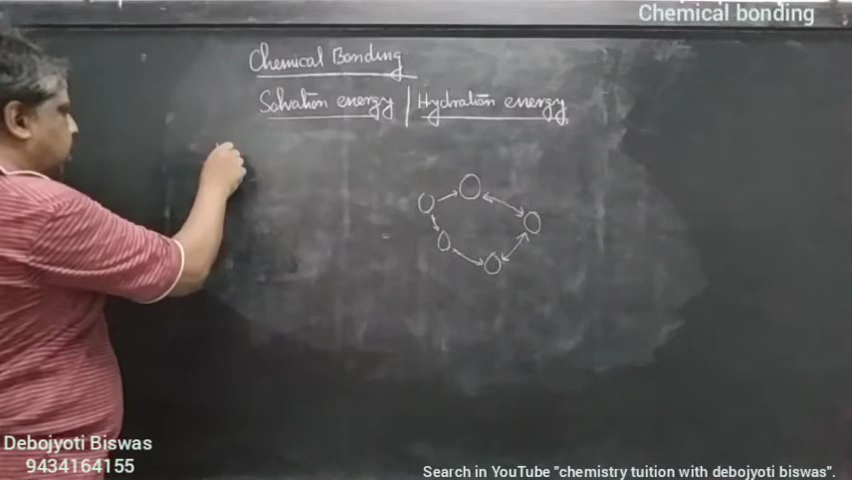 Chemical bonding
Chemical Bonding
Solvation energy | Hydration energy
Debojyoti Biswas
9434164155
Search in YouTube "chemistry tuition with debojyoti biswas".